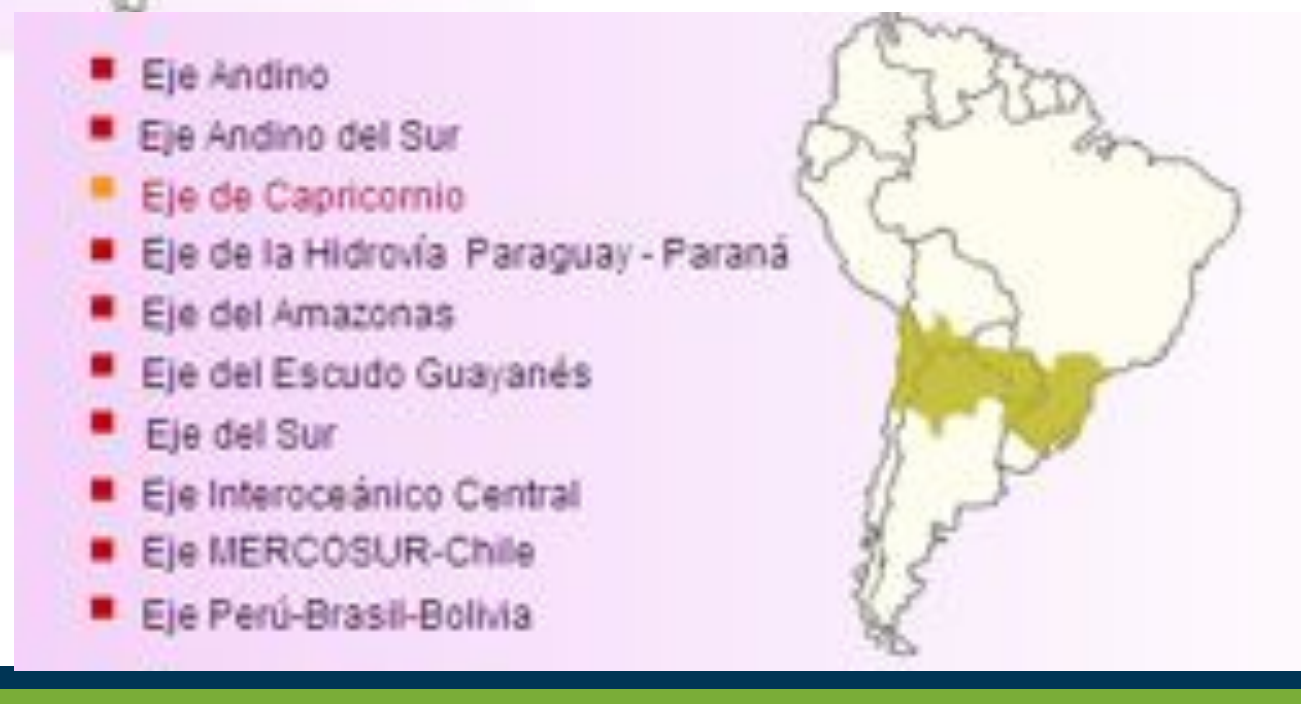 Eje Andino
Eje Andino del Sur
Eje de Capricornio
Eje de la Hidrovía Paraguay - Paraná
Eje del Amazonas
Eje del Escudo Guayanés
Eje del Sur
Eje Interoceánico Central
Eje MERCOSUR-Chile
Eje Perú-Brasil-Bolivia